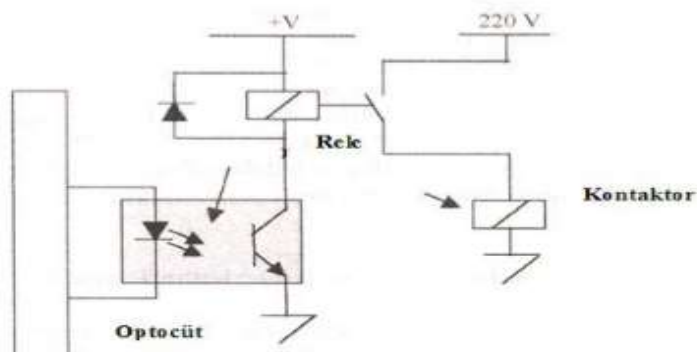 +V
220 V
Rele
Kontaktor
Optocüt